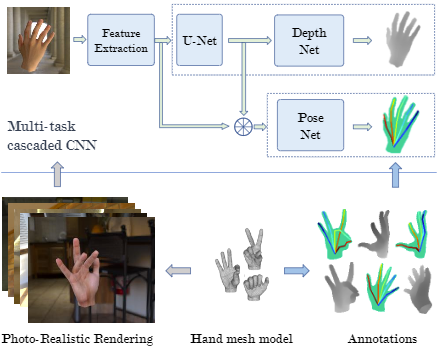 Feature
Extraction
U-Net
Depth
Net
Pose
Net
Multi-task
cascaded CNN
Photo-Realistic Rendering
Hand mesh model
Annotations